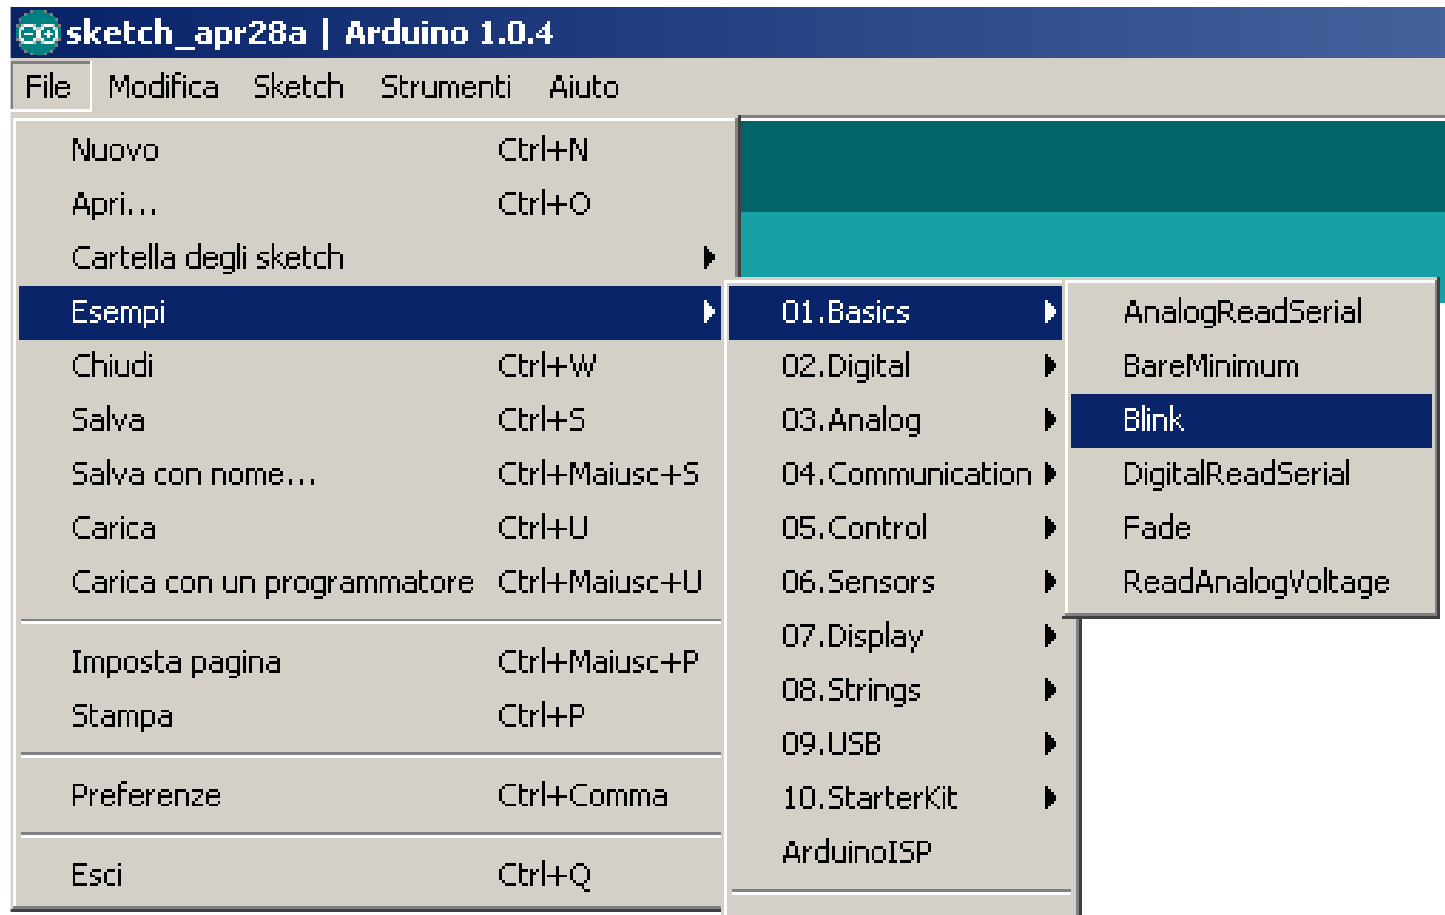 sketch_apr28a | Arduino 1.0.4
File Modifica Sketch Strumenti Aiuto
Nuovo Ctrl+N
Apri... Ctrl+O
Cartella degli sketch
Esempi
Chiudi Ctrl+W
Salva Ctrl+S
Salva con nome... Ctrl+Maiusc+S
Carica Ctrl+U
Carica con un programmatore Ctrl+Maiusc+U
Imposta pagina Ctrl+Maiusc+P
Stampa Ctrl+P
Preferenze Ctrl+Comma
Esci Ctrl+Q
01.Basics
02.Digital
03.Analog
04.Communication
05.Control
06.Sensors
07.Display
08.Strings
09.USB
10.StarterKit
ArduinoISP
AnalogReadSerial
BareMinimum
Blink
DigitalReadSerial
Fade
ReadAnalogVoltage